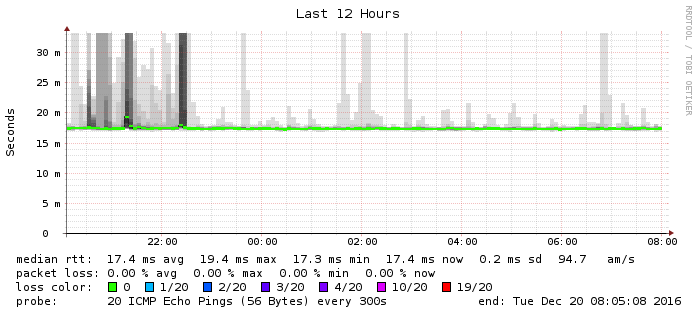 Last 12 Hours
RRDTOOL / TOBI OETIKER
Seconds
30 m
25 m
20 m
15 m
10 m
5 m
0
22:00 00:00 02:00 04:00 06:00 08:00
median rtt: 17.4 ms avg 19.4 ms max 17.3 ms min 17.4 ms now 0.2 ms sd 94.7 am/s
packet loss: 0.00 % avg 0.00 % max 0.00 % min 0.00 % now
loss color: 0 1/20 2/20 3/20 4/20 10/20 19/20
probe: 20 ICMP Echo Pings (56 Bytes) every 300s end: Tue Dec 20 08:05:08 2016